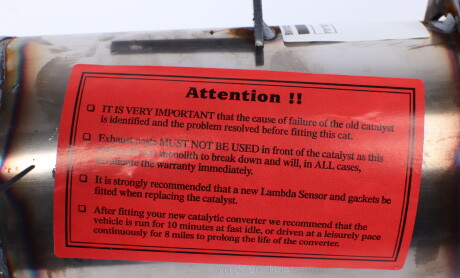 Attention !!
❑ IT IS VERY IMPORTANT that the cause of failure of the old catalyst
is identified and the problem resolved before fitting this cat.
❑ Exhaust paste MUST NOT BE USED in front of the catalyst as this
monolith to break down and will, in ALL cases,
terminate the warranty immediately.
❑ It is strongly recommended that a new Lambda Sensor and gaskets be
fitted when replacing the catalyst.
❑ After fitting your new catalytic converter we recommend that the
vehicle is run for 10 minutes at fast idle, or driven at a leisurely pace
continuously for 8 miles to prolong the life of the converter.